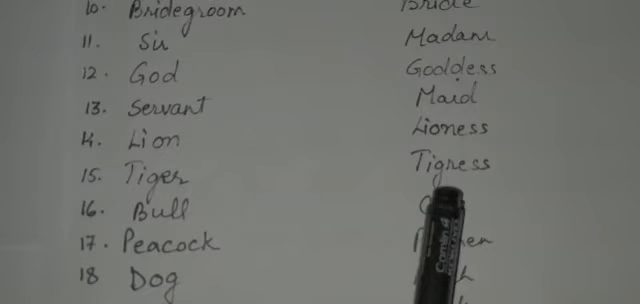 10. Bridegroom Bride
11. Sir Madam
12. God Goddess
13. Servant Maid
14. Lion Lioness
15. Tiger Tigress
16. Bull
17. Peacock
18 Dog